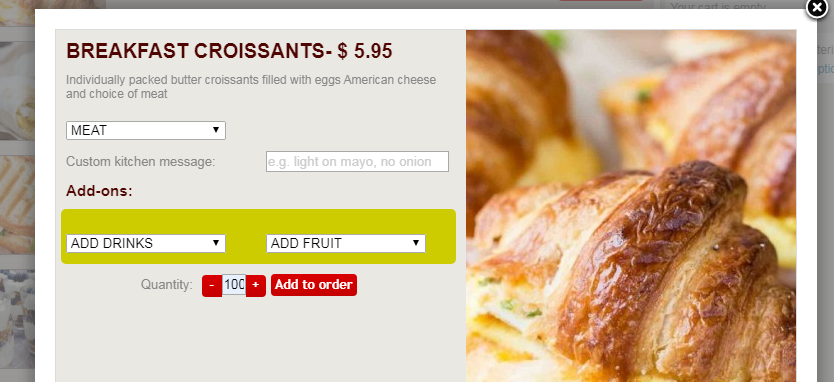 Your cart is empty
BREAKFAST CROISSANTS- $ 5.95
Individually packed butter croissants filled with eggs American cheese
and choice of meat
MEAT
Custom kitchen message: e.g. light on mayo, no onion
Add-ons:
ADD DRINKS ADD FRUIT
Quantity: - 100 + Add to order